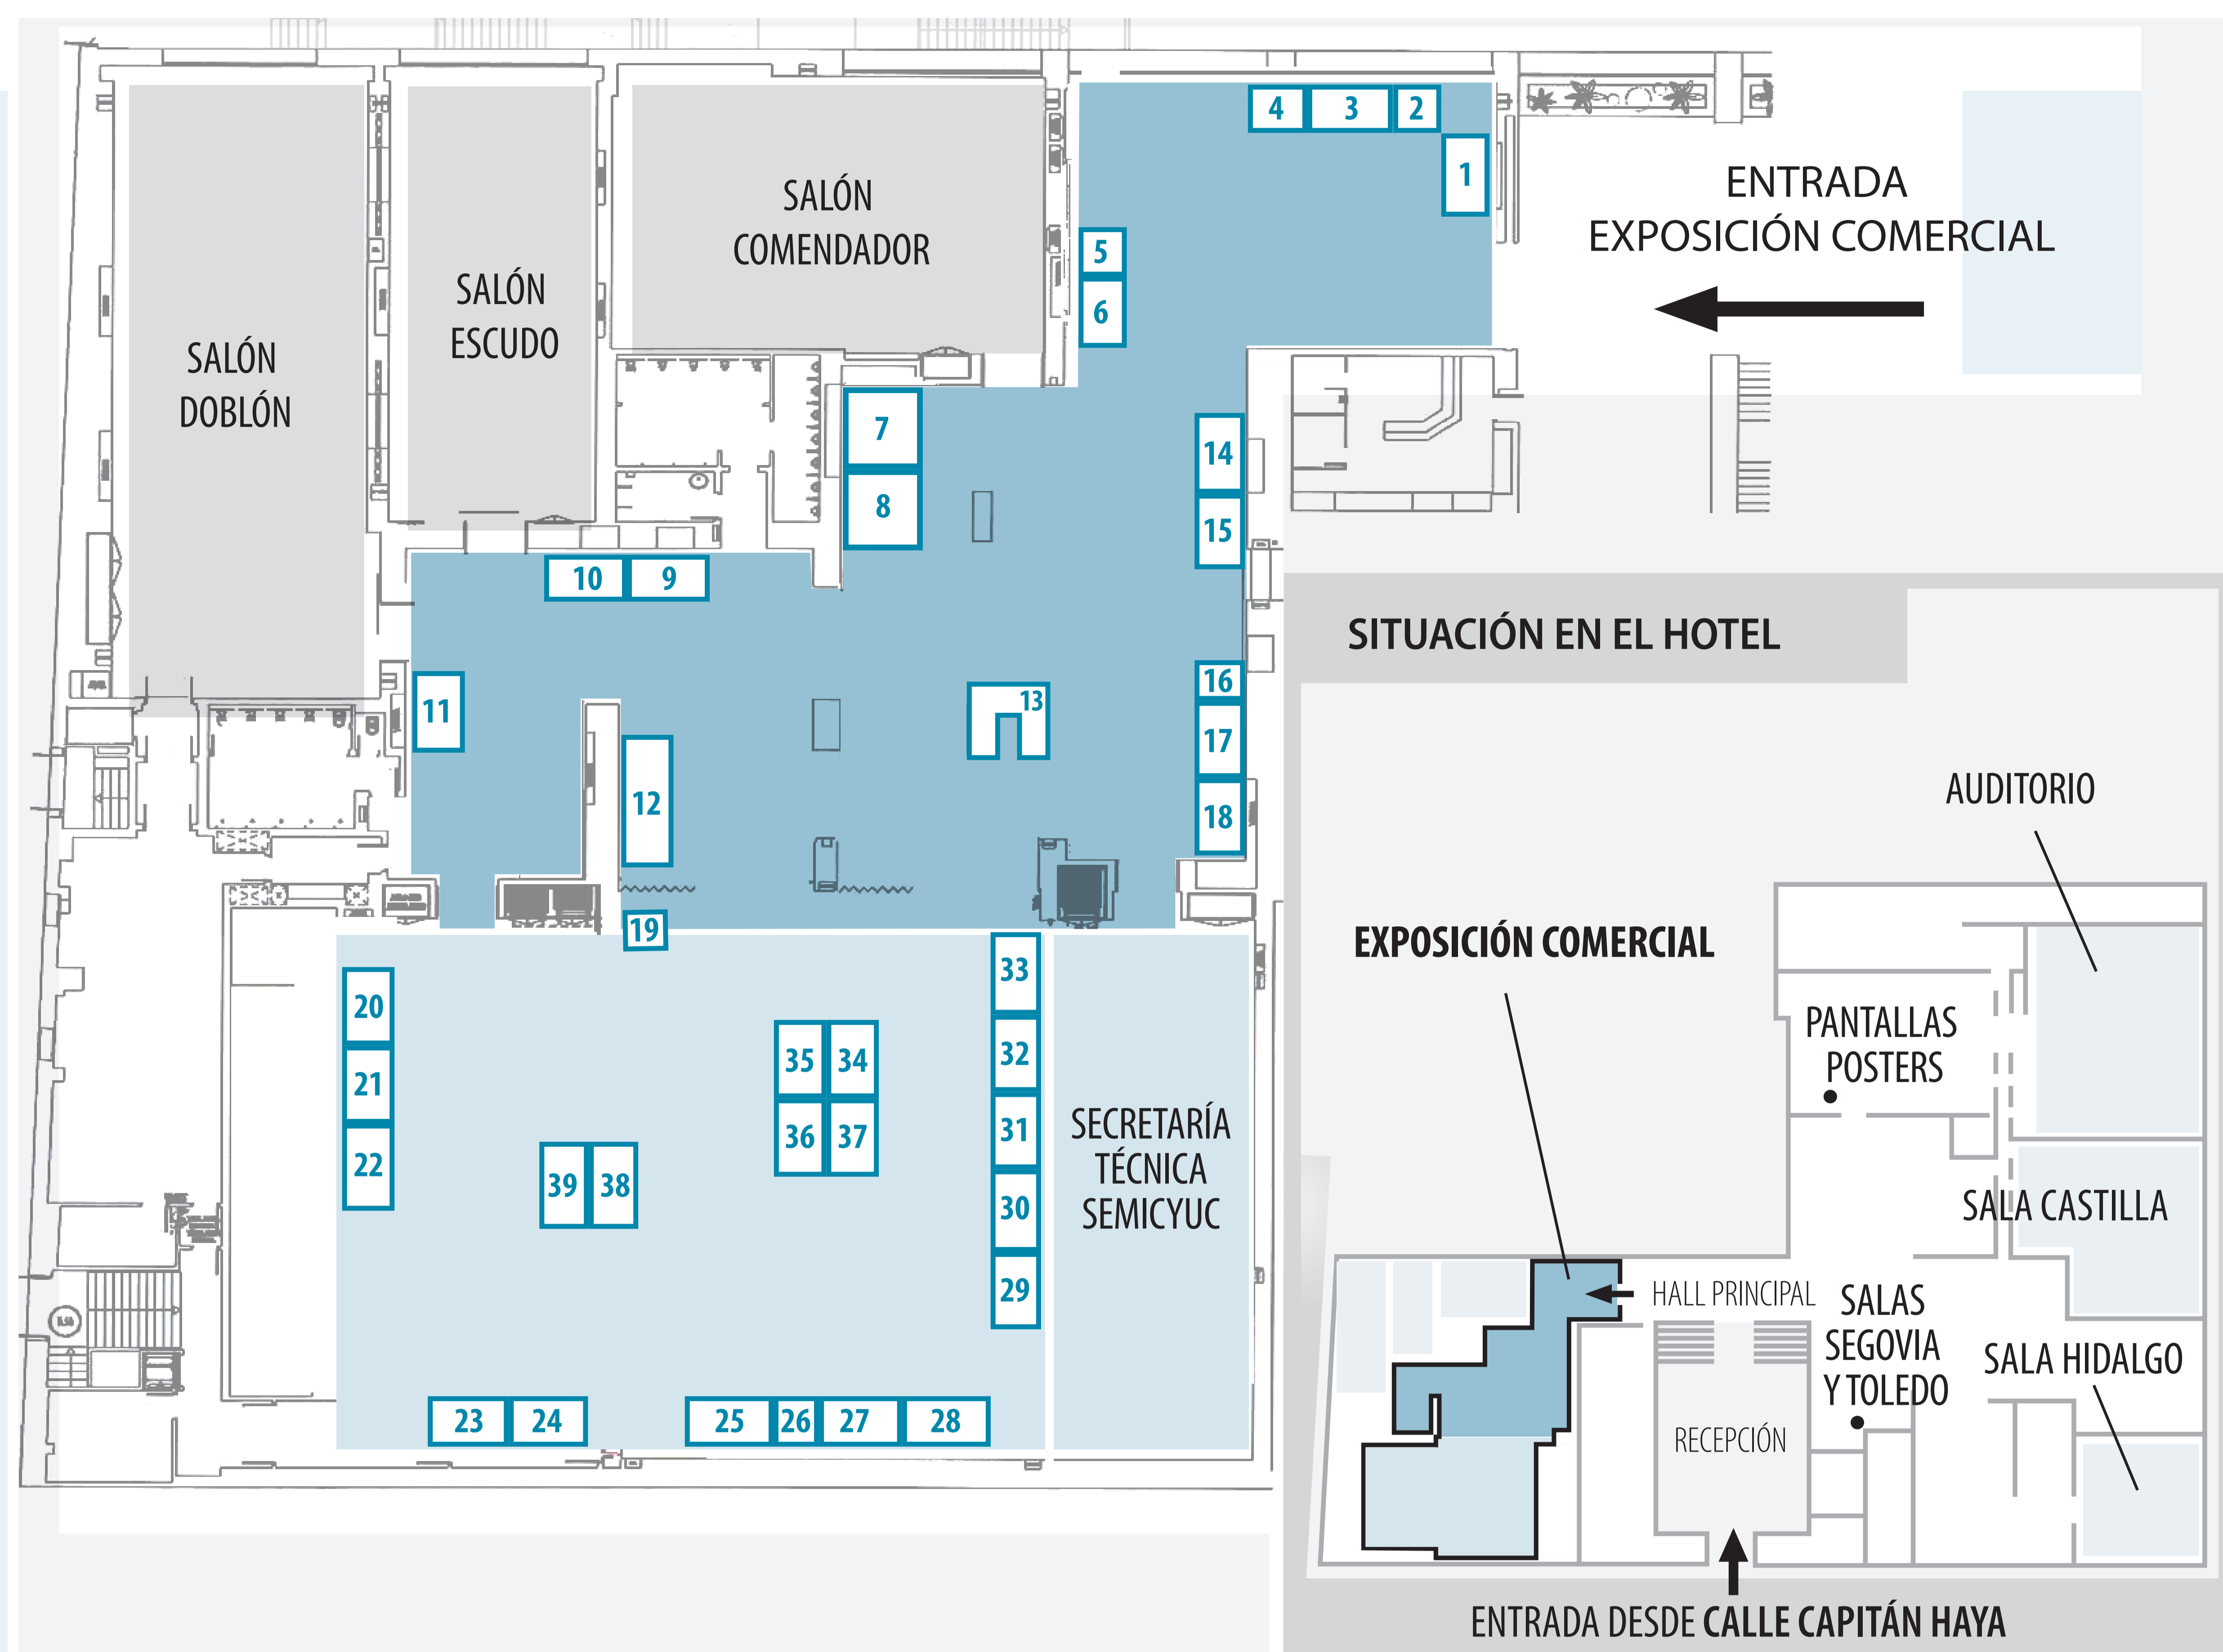 4
3
2
1
ENTRADA
EXPOSICIÓN COMERCIAL
SALÓN
COMENDADOR
5
6
SALÓN
ESCUDO
SALÓN
DOBLÓN
7
8
14
15
10
9
11
12
13
16
17
18
19
20
21
22
33
32
31
30
29
35
34
36
37
39
38
SECRETARÍA
TÉCNICA
SEMICYUC
23
24
25
26
27
28
SITUACIÓN EN EL HOTEL
AUDITORIO
EXPOSICIÓN COMERCIAL
PANTALLAS
POSTERS
SALA CASTILLA
HALL PRINCIPAL
SALAS
SEGOVIA
Y TOLEDO
SALA HIDALGO
RECEPCIÓN
ENTRADA DESDE CALLE CAPITÁN HAYA